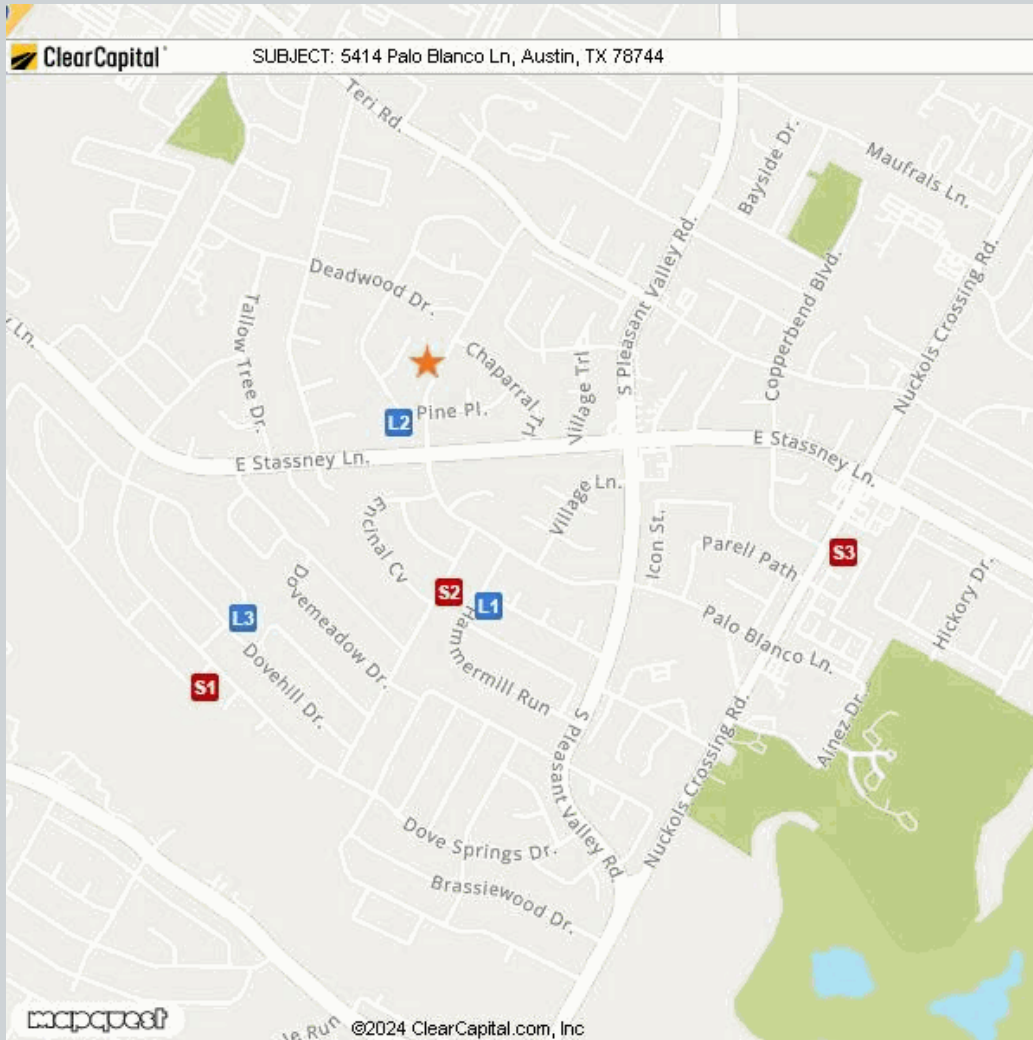 ClearCapital
SUBJECT: 5414 Palo Blanco Ln, Austin, TX 78744
Teri Rd.
Bayside Dr.
Maufrais Ln.
S Pleasant Valley Rd.
Deadwood Dr.
Copperbend Blvd.
Nuckols Crossing Rd.
Tallow Tree Dr.
y Ln.
Chaparral Trl
Village Trl
L2
Pine Pl.
E Stassney Ln.
E Stassney Ln.
Village Ln.
Encinal Cv
Icon St.
Parell Path
S3
S2
L1
Hickory Dr.
L3
Dovemeadow Dr.
Hammermill Run
Palo Blanco Ln.
S1
Dovehill Dr.
S Pleasant Valley Rd.
Ainez Dr.
Nuckols Crossing Rd.
Dove Springs Dr.
Brassiewood Dr.
mapquest
le Run
©2024 ClearCapital.com, Inc